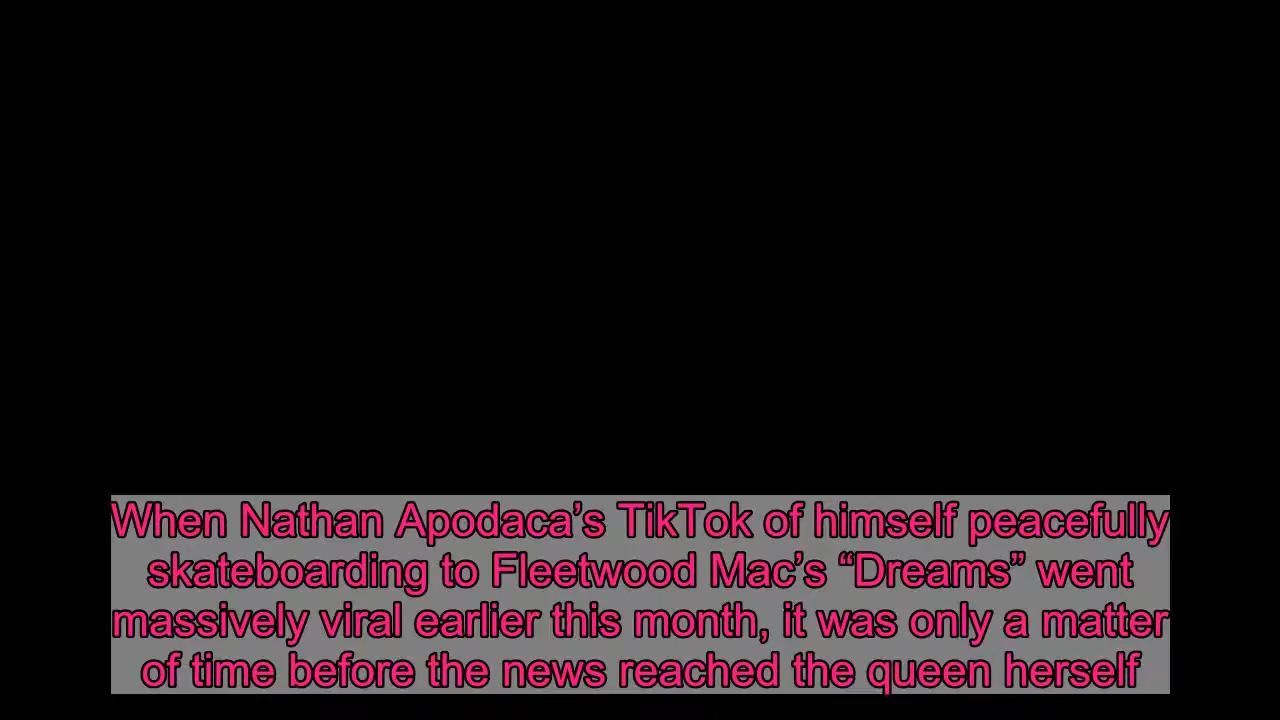 When Nathan Apodaca’s TikTok of himself peacefully
skateboarding to Fleetwood Mac’s “Dreams” went
massively viral earlier this month, it was only a matter
of time before the news reached the queen herself